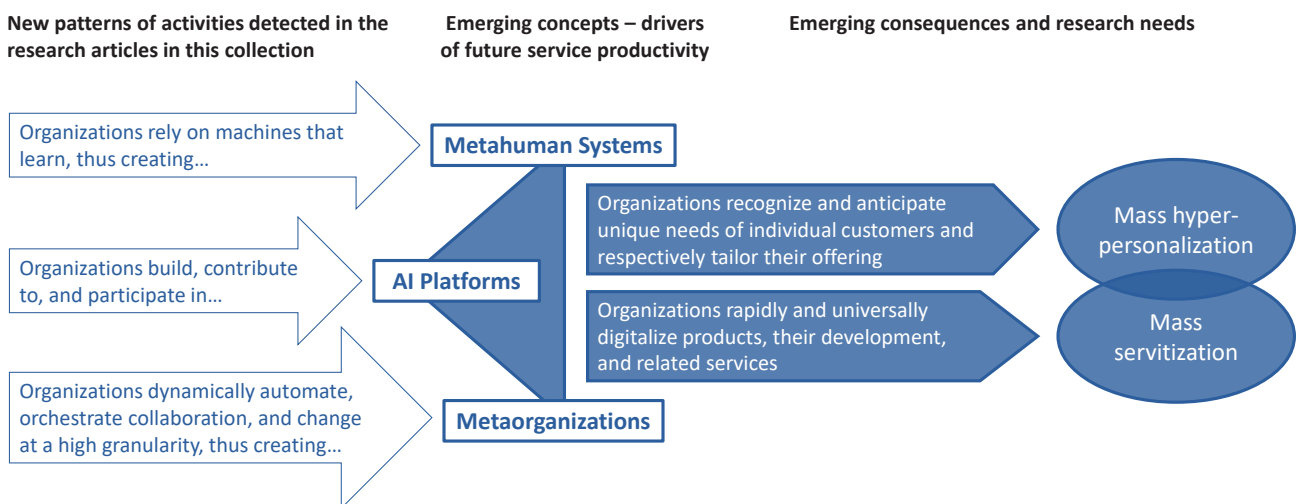 New patterns of activities detected in the
research articles in this collection
Emerging concepts – drivers
of future service productivity
Emerging consequences and research needs
Organizations rely on machines that
learn, thus creating…
Metahuman Systems
Organizations recognize and anticipate
unique needs of individual customers and
respectively tailor their offering
Mass hyper-
personalization
Organizations build, contribute
to, and participate in…
AI Platforms
Organizations rapidly and universally
digitalize products, their development,
and related services
Mass
servitization
Organizations dynamically automate,
orchestrate collaboration, and change
at a high granularity, thus creating…
Metaorganizations